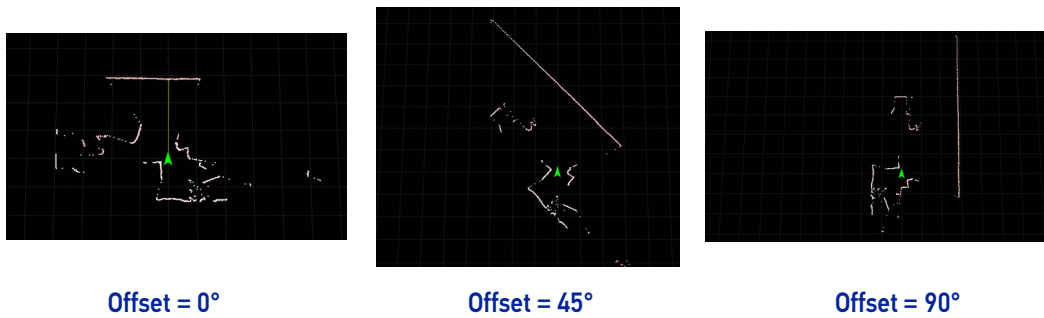 Offset = 0°
Offset = 45°
Offset = 90°